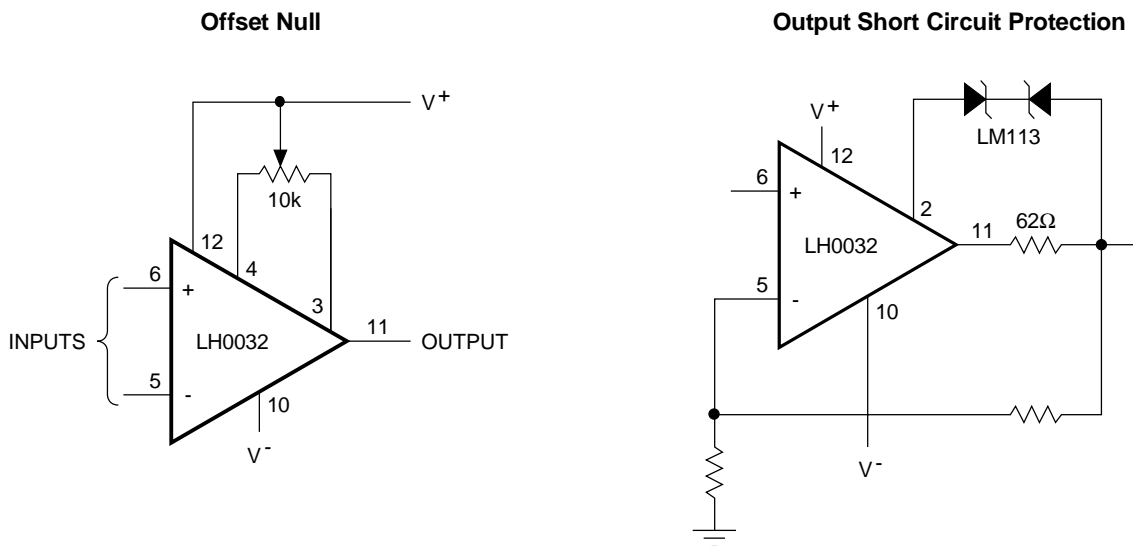 Offset Null
V+
10k
12
4
3
6
+
INPUTS
LH0032
11
OUTPUT
5
-
10
V-
Output Short Circuit Protection
V+
LM113
12
6
+
2
62Ω
11
LH0032
5
-
10
V-